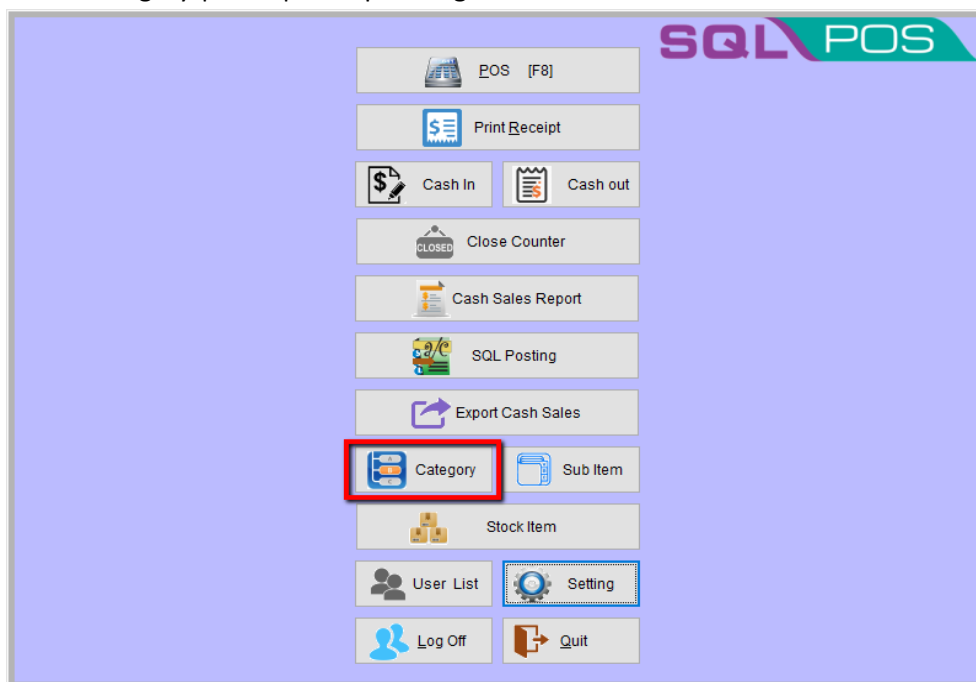 SQL POS
POS [F8]
Print Receipt
Cash In
Cash out
CLOSED
Close Counter
Cash Sales Report
a/c
SQL Posting
Export Cash Sales
A
B
C
Category
Sub Item
Stock Item
User List
Setting
Log Off
Quit